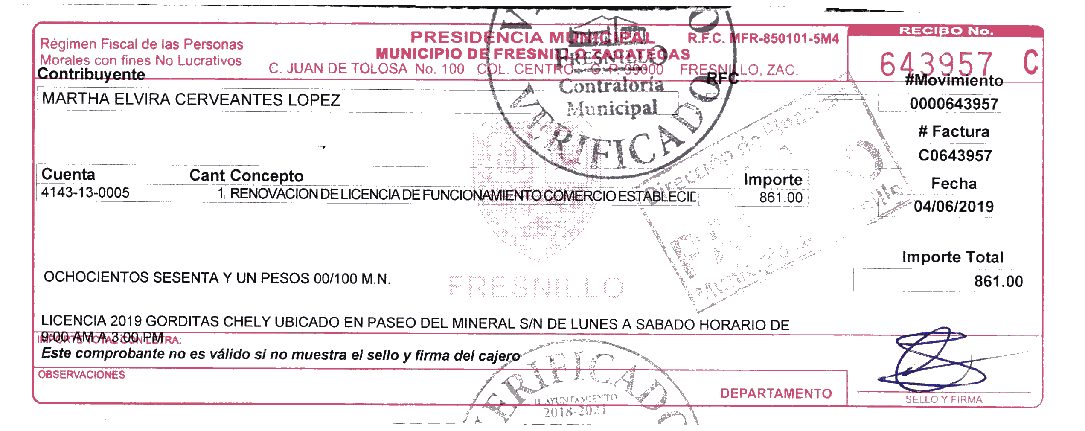 PRESIDENCIA MUNICIPAL
R.F.C. MFR-850101-5M4
RECIBO No.
Régimen Fiscal de las Personas
Morales con fines No Lucrativos
MUNICIPIO DE FRESNILLO ZACATECAS
C. JUAN DE TOLOSA No. 100 COL. CENTRO C.P. 99000 FRESNILLO, ZAC.
643957 C
Contribuyente
RFC
#Movimiento
MARTHA ELVIRA CERVEANTES LOPEZ
0000643957
FRESNILLO
Contraloría
Municipal
VERIFICADO
# Factura
C0643957
Cuenta
Cant Concepto
Importe
Fecha
4143-13-0005
1, RENOVACION DE LICENCIA DE FUNCIONAMIENTO COMERCIO ESTABLECID
861.00
04/06/2019
Importe Total
OCHOCIENTOS SESENTA Y UN PESOS 00/100 M.N.
861.00
FRESNILLO
LICENCIA 2019 GORDITAS CHELY UBICADO EN PASEO DEL MINERAL S/N DE LUNES A SABADO HORARIO DE
9:00 AM A 3:00 PM
Este comprobante no es válido si no muestra el sello y firma del cajero
OBSERVACIONES
VERIFICADO
H. AYUNTAMIENTO
2018-2021
DEPARTAMENTO
SELLO Y FIRMA